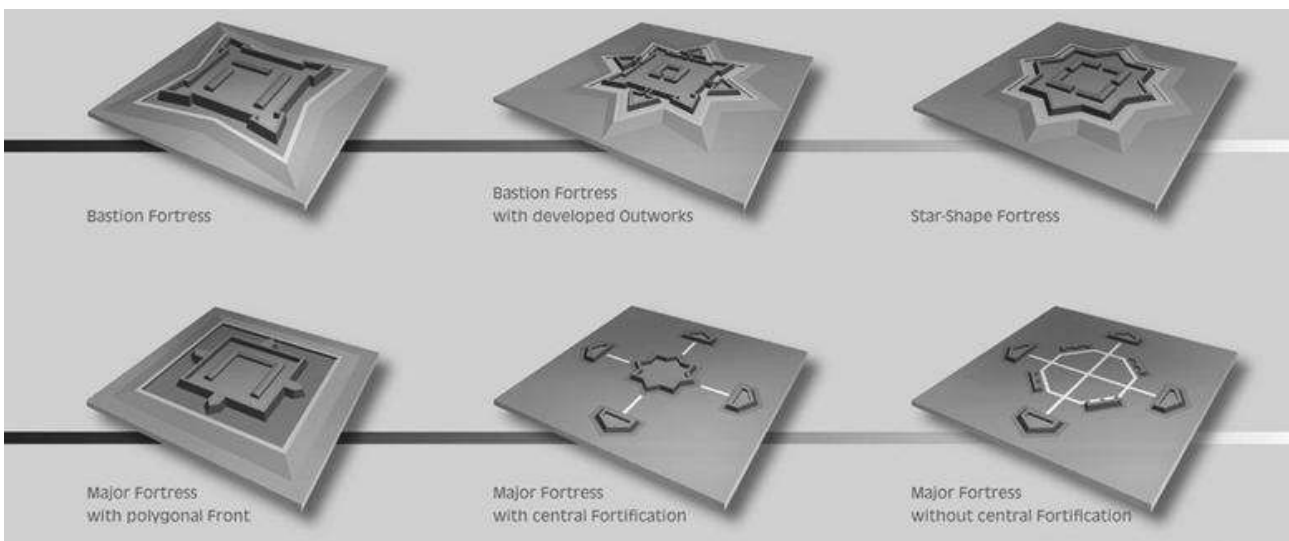 Bastion Fortress
Bastion Fortress
with developed Outworks
Star-Shape Fortress
Major Fortress
with polygonal Front
Major Fortress
with central Fortification
Major Fortress
without central Fortification